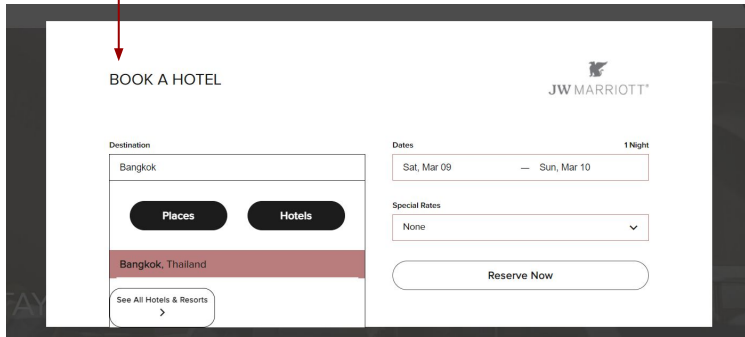 BOOK A HOTEL
JW MARRIOTT®
Destination
Bangkok
Places
Hotels
Bangkok, Thailand
See All Hotels & Resorts
Dates
1 Night
Sat, Mar 09 — Sun, Mar 10
Special Rates
None
Reserve Now
FAY